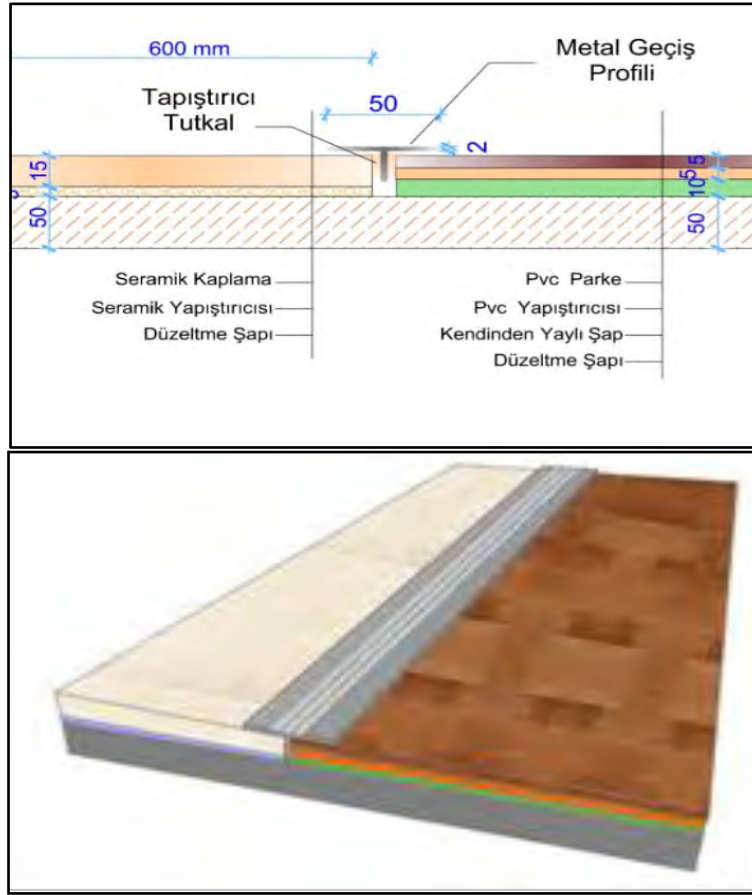 600 mm
Metal Geçiş
Profili
Tapıştırıcı
Tutkal
50
2
15
50
5
5
10
50
Seramik Kaplama
Seramik Yapıştırıcısı
Düzeltme Şapı
Pvc Parke
Pvc Yapıştırıcısı
Kendinden Yaylı Şap
Düzeltme Şapı